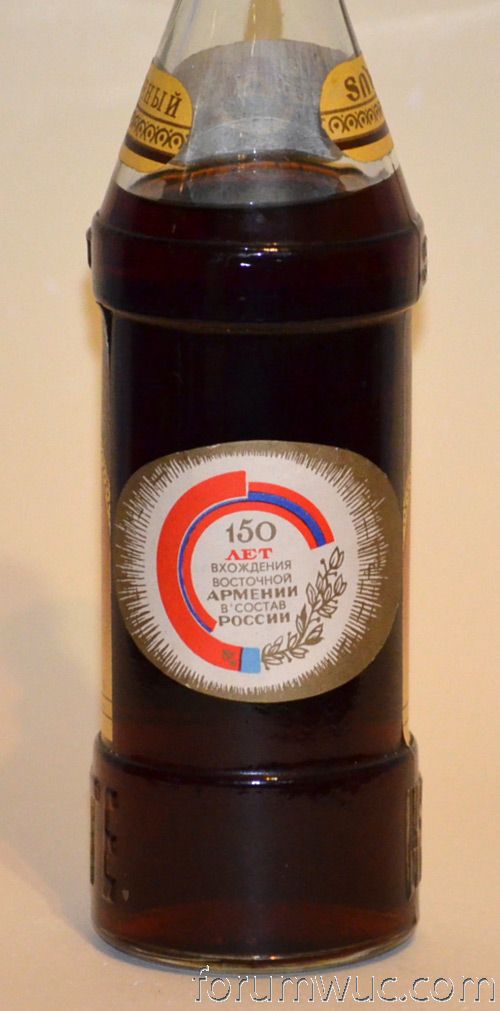 150
ЛЕТ
ВХОЖДЕНИЯ
ВОСТОЧНОЙ
АРМЕНИИ
В СОСТАВ
РОССИИ
forumwuc.com